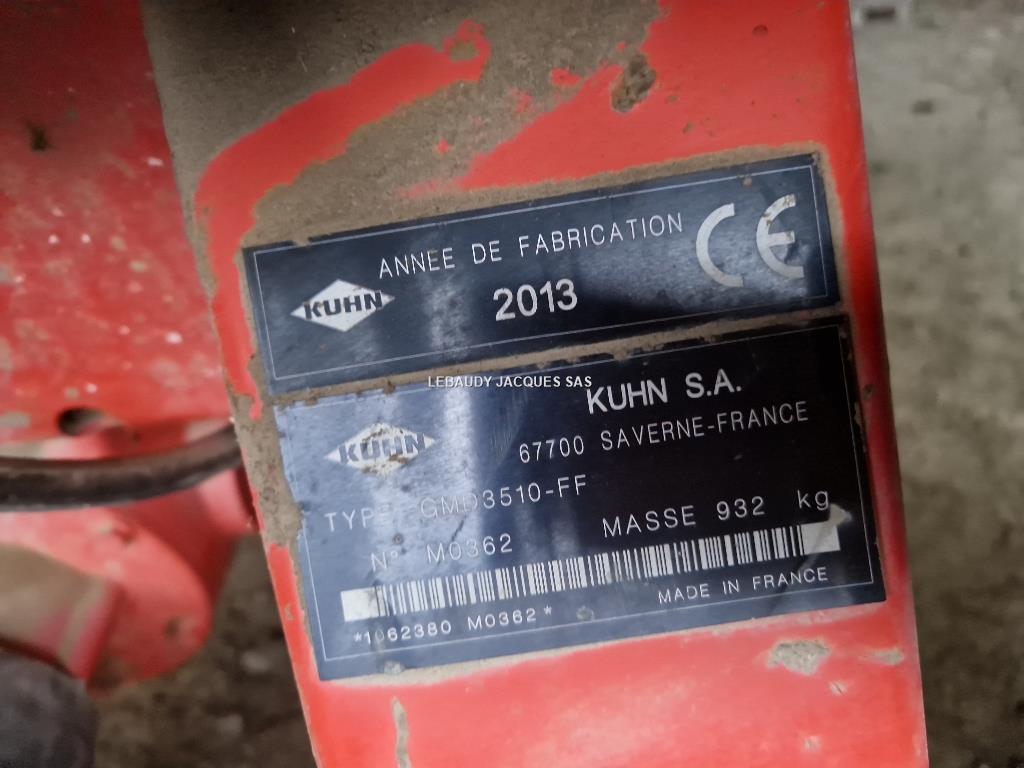 ANNEE DE FABRICATION
KUHN
2013
CE
LEBAUDY JACQUES SAS
KUHN S.A.
KUHN
67700 SAVERNE-FRANCE
TYPE GMD3510-FF
N° M0362 MASSE 932 kg
*1062380 M0362*
MADE IN FRANCE